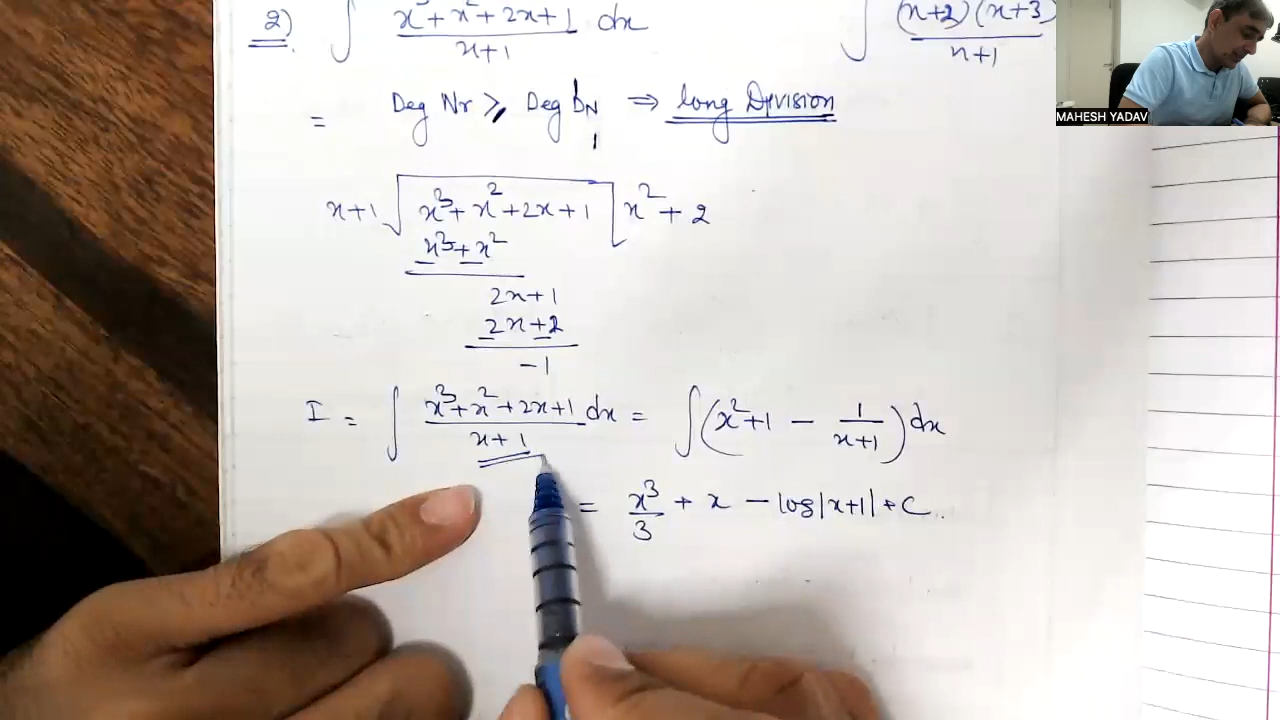 2) ∫ x³+x²+2x+1 / x+1 dx ∫ (x+2)(x+3) / x+1
MAHESH YADAV
= Deg Nr ≥ Deg DN ⇒ long Division
1
x+1 √ x³+x²+2x+1 x²+2
x³+x²
2x+1
2x+2
-1
I = ∫ x³+x²+2x+1 / x+1 dx = ∫ (x²+1 - 1/x+1) dx
= x³/3 + x - log|x+1| + C..